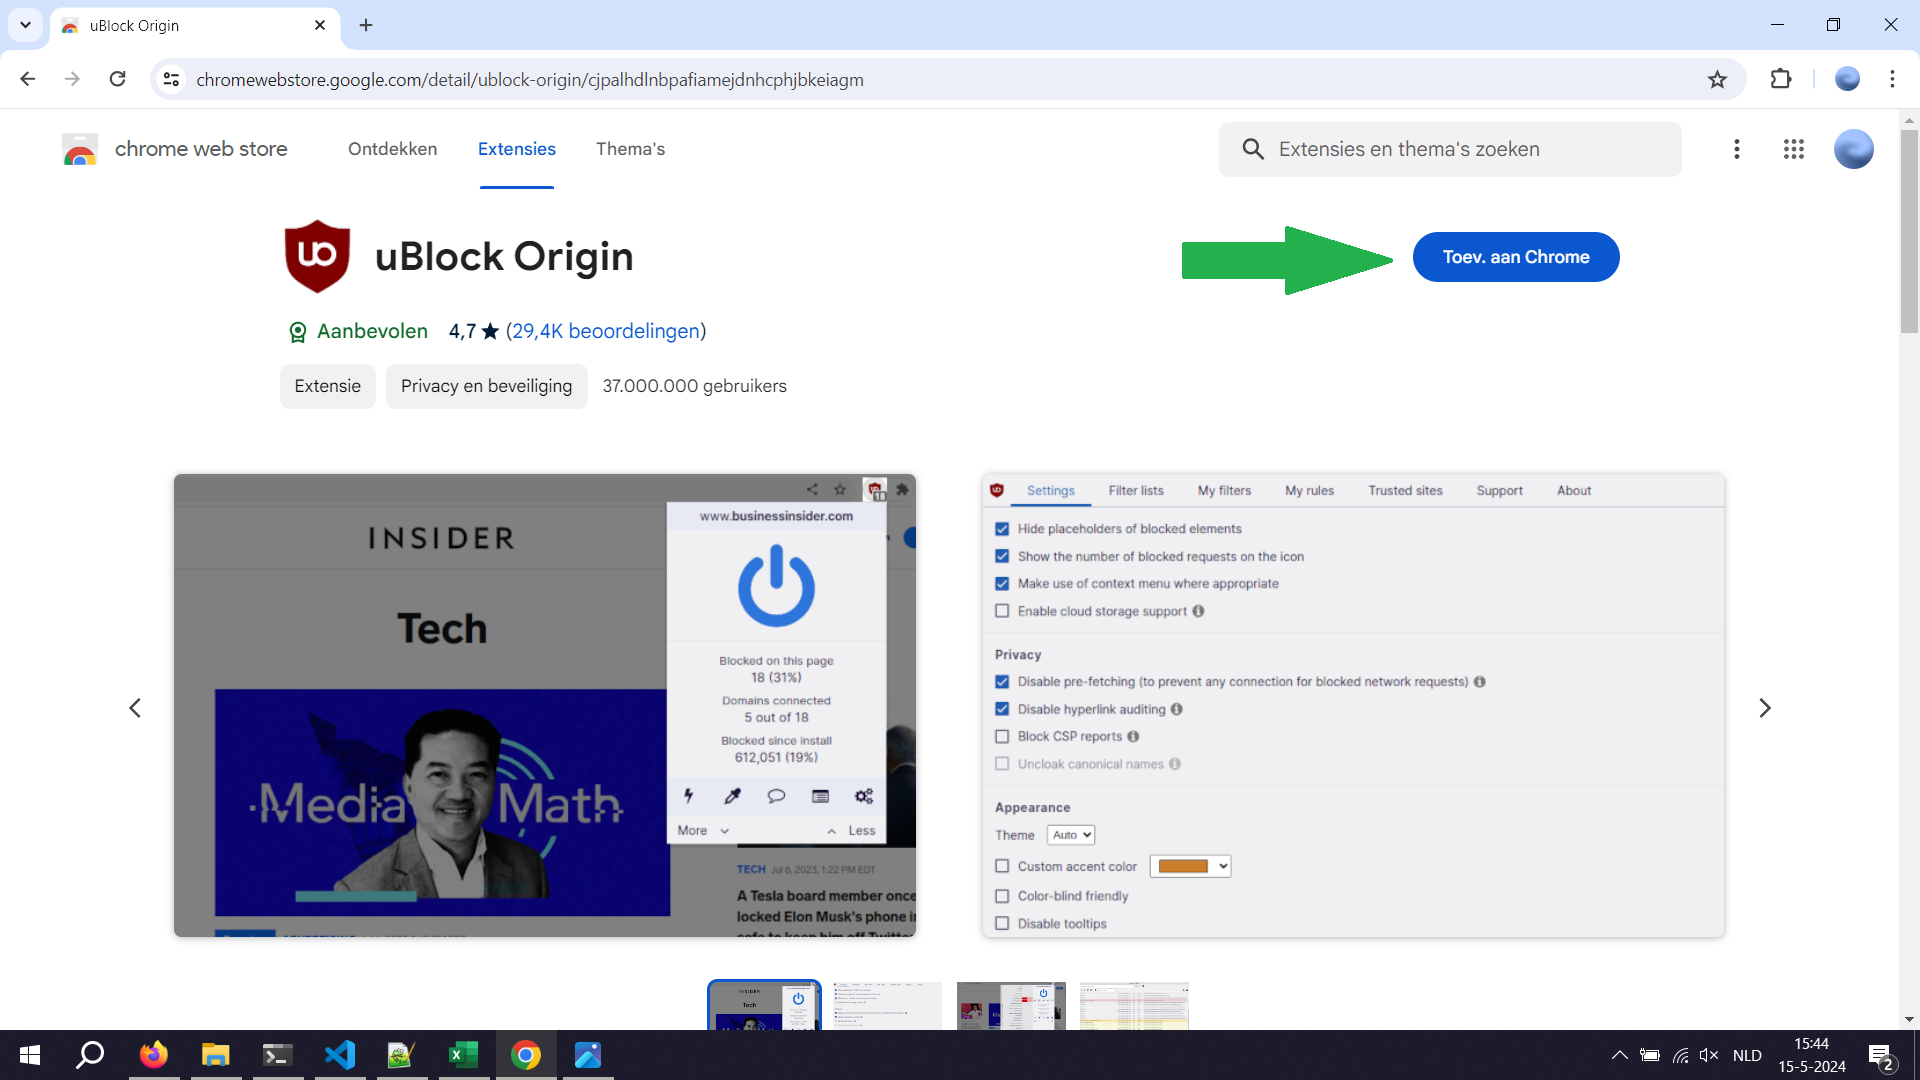 uBlock Origin
chromewebstore.google.com/detail/ublock-origin/cjpalhdlnbpafiamejdnhcphjbkeiagm
chrome web store
Ontdekken
Extensies
Thema's
Extensies en thema's zoeken
uBlock Origin
Toev. aan Chrome
Aanbevolen 4,7 ★ (29,4K beoordelingen)
Extensie
Privacy en beveiliging
37.000.000 gebruikers
INSIDER
Tech
Media Math
18
www.businessinsider.com
Blocked on this page
18 (31%)
Domains connected
5 out of 18
Blocked since install
612,051 (19%)
More
Less
TECH Jul 6, 2023, 1:22 PM EDT
A Tesla board member once
locked Elon Musk's phone in
Settings
Filter lists
My filters
My rules
Trusted sites
Support
About
Hide placeholders of blocked elements
Show the number of blocked requests on the icon
Make use of context menu where appropriate
Enable cloud storage support
Privacy
Disable pre-fetching (to prevent any connection for blocked network requests)
Disable hyperlink auditing
Block CSP reports
Uncloak canonical names
Appearance
Theme Auto
Custom accent color
Color-blind friendly
Disable tooltips
INSIDER
Tech
NLD
15:44
15-5-2024
2